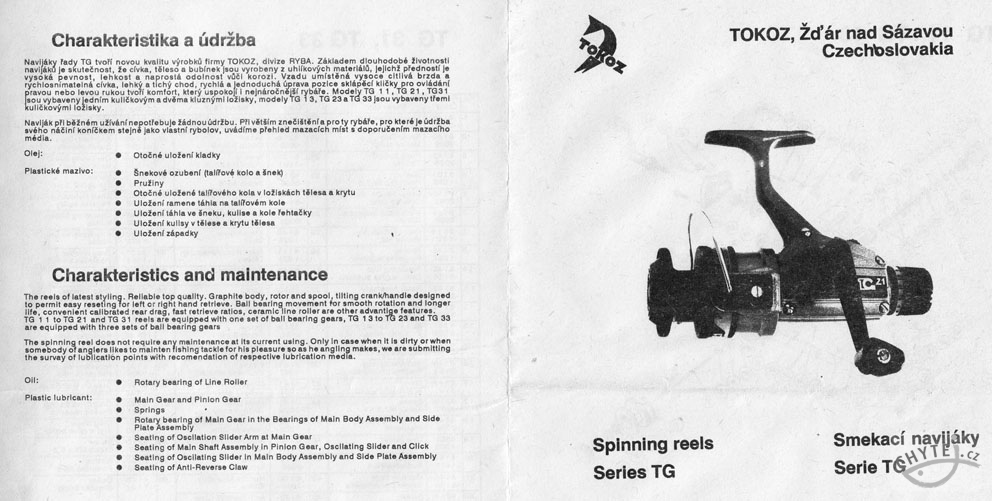 Charakteristika a údržba
Navijáky řady TG tvoří novou kvalitu výrobků firmy TOKOZ, divize RYBA. Základem dlouhodobé životnosti
navijáků je skutečnost, že cívka, těleso a bubínek jsou vyrobeny z uhlíkových materiálů, jejichž předností je
vysoká pevnost, lehkost a naprostá odolnost vůči korozi. Vzadu umístěná vysoce citlivá brzda a
rychlosnímatelná cívka, lehký a tichý chod, rychlá a jednoduchá úprava pozice sklápěcí kličky pro ovládání
pravou nebo levou rukou tvoří komfort, který uspokojí i nejnáročnější rybáře. Modely TG 1 1, TG 21, TG31
jsou vybaveny jedním kuličkovým a dvěma kluznými ložisky, modely TG 1 3, TG 23 a TG 33 jsou vybaveny třemi
kuličkovými ložisky.
Naviják při běžném užívání nepotřebuje žádnou údržbu. Při větším znečištění a pro ty rybáře, pro které je údržba
svého náčiní koníčkem stejně jako vlastní rybolov, uvádíme přehled mazacích míst s doporučením mazacího
média.
Olej:
● Otočné uložení kladky
Plastické mazivo:
● Šnekové ozubení (talířové kolo a šnek)
● Pružiny
● Otočné uložené talířového kola v ložiskách tělesa a krytu
● Uložení ramene táhla na talířovém kole
● Uložení táhla ve šneku, kulise a kole řehtačky
● Uložení kulisy v tělese a krytu tělesa
● Uložení západky
Charakteristics and maintenance
The reels of latest styling. Reliable top quality. Graphite body, rotor and spool, tilting crank/handle designed
to permit easy reseting for left or right hand retrieve. Ball bearing movement for smooth rotation and longer
life, convenient calibrated rear drag, fast retrieve ratios, ceramic line roller are other advantige features.
TG 1 1 to TG 21 and TG 31 reels are equipped with one set of ball bearing gears, TG 1 3 to TG 23 and TG 33
are equipped with three sets of ball bearing gears
The spinning reel does not require any maintenance at its current using. Only in case when it is dirty or when
somebody of anglers likes to mainten fishing tackle for his pleasure so as he angling makes, we are submitting
the survay of lublication points with recomendation of respective lubrication media.
Oil:
● Rotary bearing of Line Roller
Plastic lubricant:
● Main Gear and Pinion Gear
● Springs
● Rotary bearing of Main Gear in the Bearings of Main Body Assembly and Side
Plate Assembly
● Seating of Oscilation Slider Arm at Main Gear
● Seating of Main Shaft Assembly in Pinion Gear, Oscilating Slider and Click
● Seating of Oscilating Slider in Main Body Assembly and Side Plate Assembly
● Seating of Anti-Reverse Claw
TOKOZ
TOKOZ, Žďár nad Sázavou
Czechoslovakia
TG Z1
Spinning reels
Series TG
Smekací navijáky
Serie TG
CHYTEJ.cz